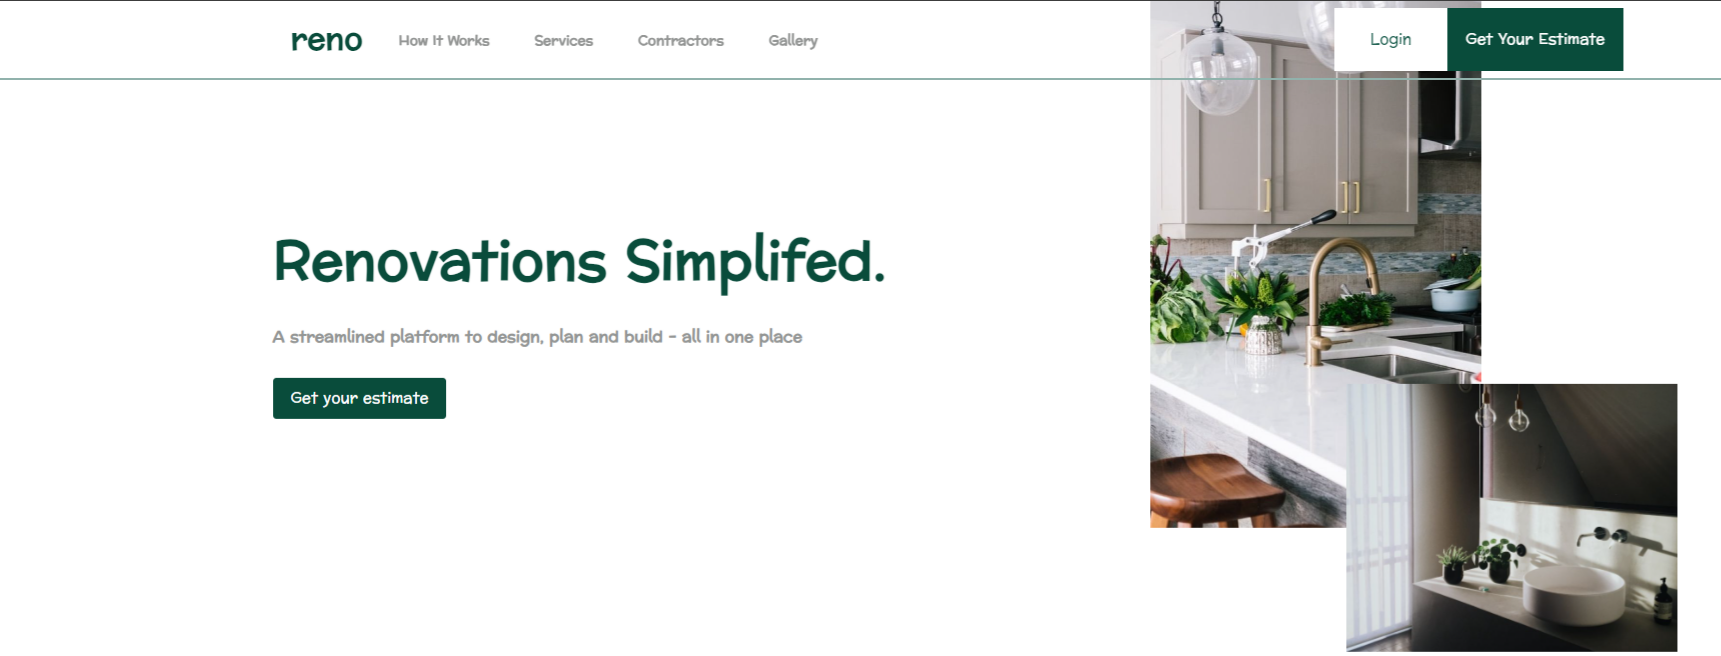 reno How It Works Services Contractors Gallery Login Get Your Estimate
Renovations Simplifed.
A streamlined platform to design, plan and build - all in one place
Get your estimate